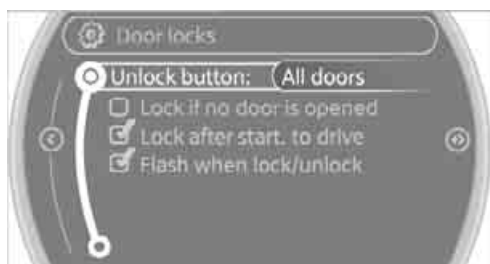 Door locks
Unlock button: All doors
Lock if no door is opened
Lock after start. to drive
Flash when lock/unlock